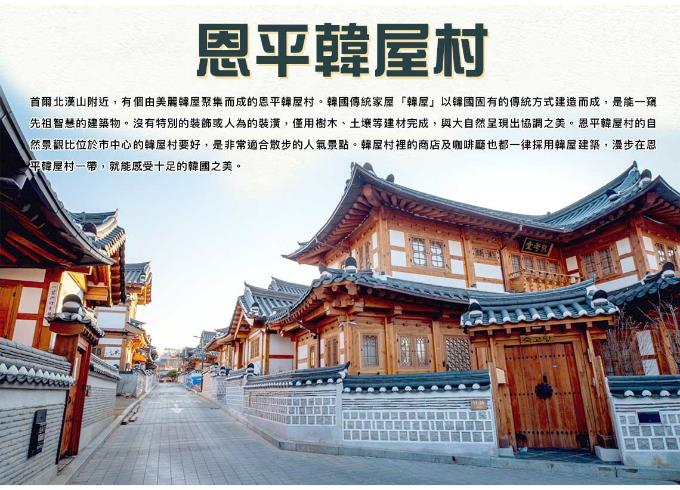 恩平韓屋村
首爾北漢山附近，有個由美麗韓屋聚集而成的恩平韓屋村。韓國傳統家屋「韓屋」以韓國固有的傳統方式建造而成，是能一窺
先祖智慧的建築物。沒有特別的裝飾或人為的裝潢，僅用樹木、土壤等建材完成，與大自然呈現出協調之美。恩平韓屋村的自
然景觀比位於市中心的韓屋村要好，是非常適合散步的人氣景點。韓屋村裡的商店及咖啡廳也都一律採用韓屋建築，漫步在恩
平韓屋村一帶，就能感受十足的韓國之美。